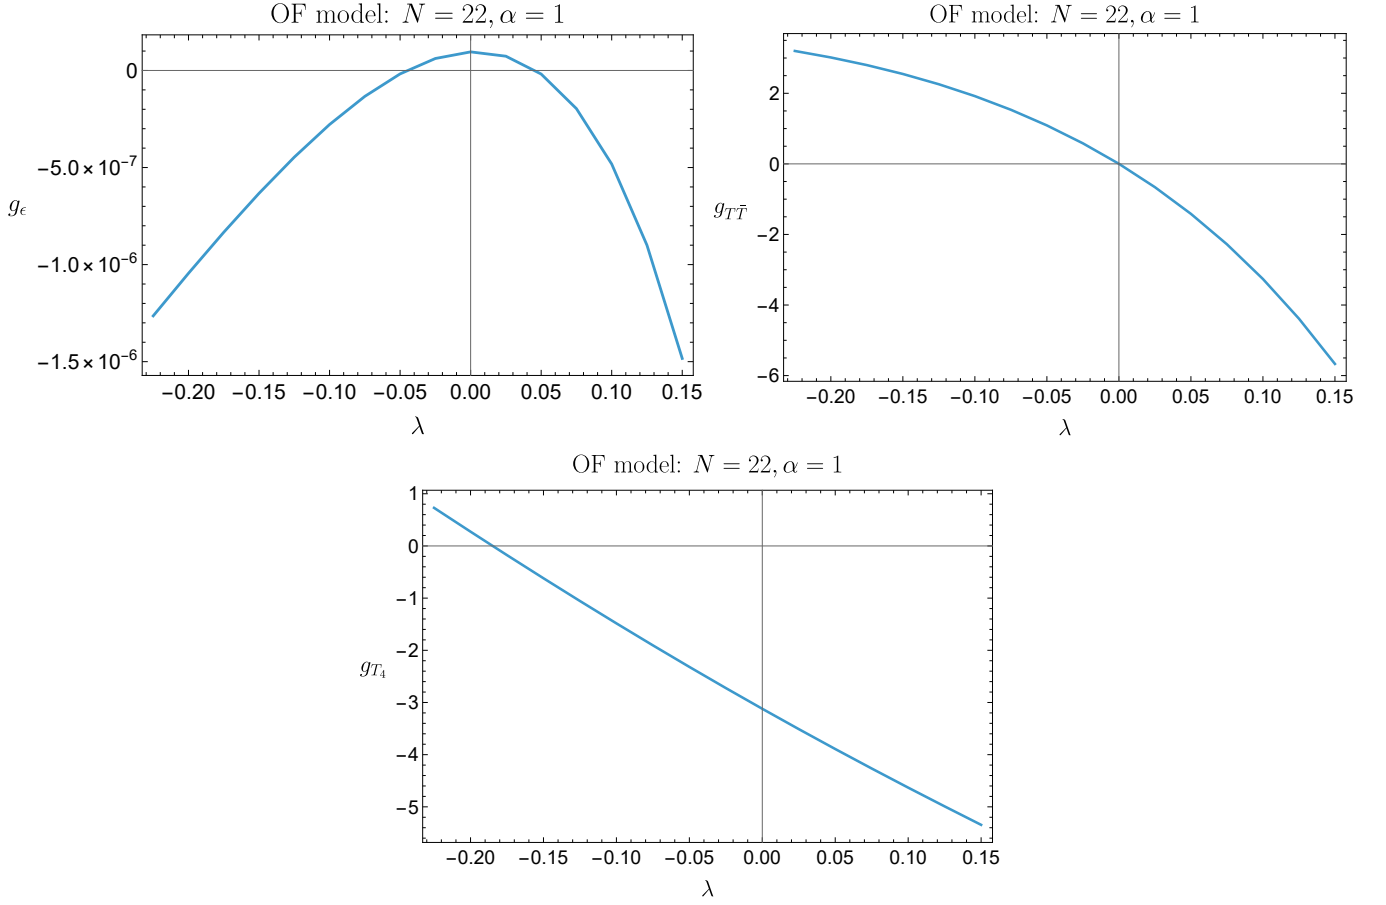 OF model: N = 22, α = 1
0
−5.0×10⁻⁷
−1.0×10⁻⁶
−1.5×10⁻⁶
g_ϵ
−0.20 −0.15 −0.10 −0.05 0.00 0.05 0.10 0.15
λ
OF model: N = 22, α = 1
2
0
−2
−4
−6
g_{TT̄}
−0.20 −0.15 −0.10 −0.05 0.00 0.05 0.10 0.15
λ
OF model: N = 22, α = 1
1
0
−1
−2
−3
−4
−5
g_{T₄}
−0.20 −0.15 −0.10 −0.05 0.00 0.05 0.10 0.15
λ